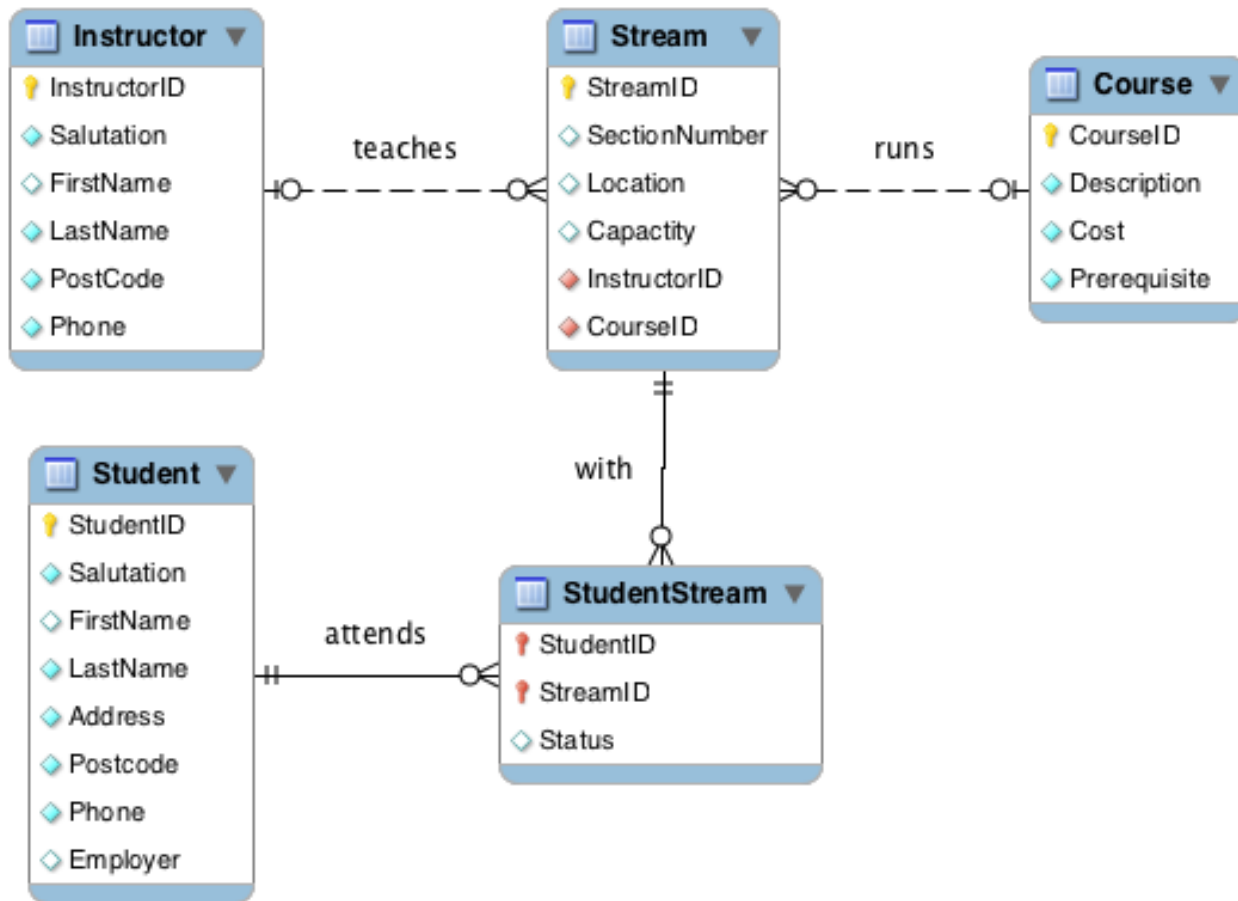 Instructor
InstructorID
Salutation
FirstName
LastName
PostCode
Phone
teaches
Stream
StreamID
SectionNumber
Location
Capactity
InstructorID
CourseID
runs
Course
CourseID
Description
Cost
Prerequisite
with
Student
StudentID
Salutation
FirstName
LastName
Address
Postcode
Phone
Employer
attends
StudentStream
StudentID
StreamID
Status